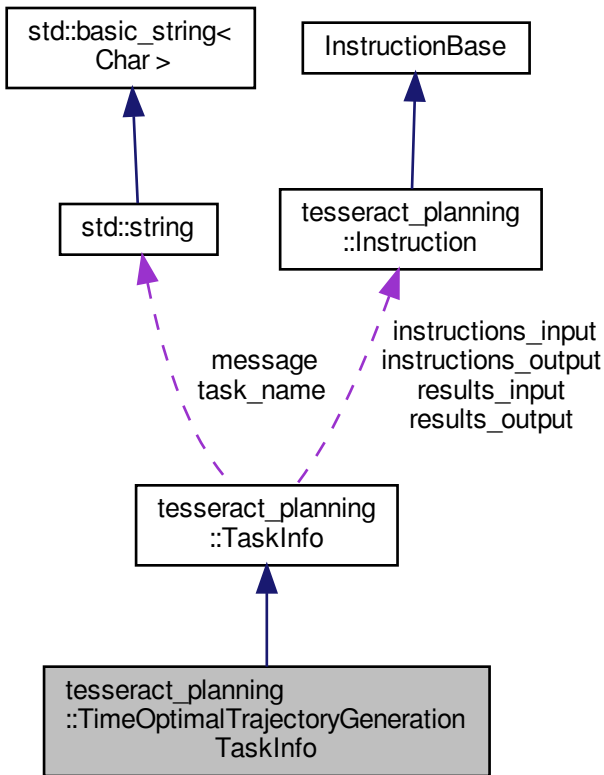 std::basic_string<
Char >
InstructionBase
std::string
tesseract_planning
::Instruction
message
task_name
instructions_input
instructions_output
results_input
results_output
tesseract_planning
::TaskInfo
tesseract_planning
::TimeOptimalTrajectoryGeneration
TaskInfo